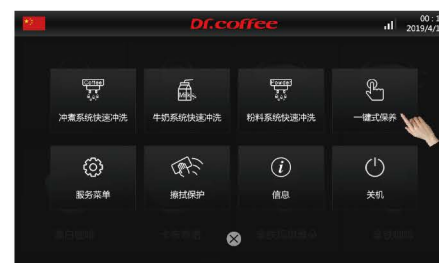 Dr.coffee
00:1
2019/4/1
Coffee
Milk
Powder
冲煮系统快速冲洗
牛奶系统快速冲洗
粉料系统快速冲洗
一键式保养
i
服务菜单
擦拭保护
信息
关机